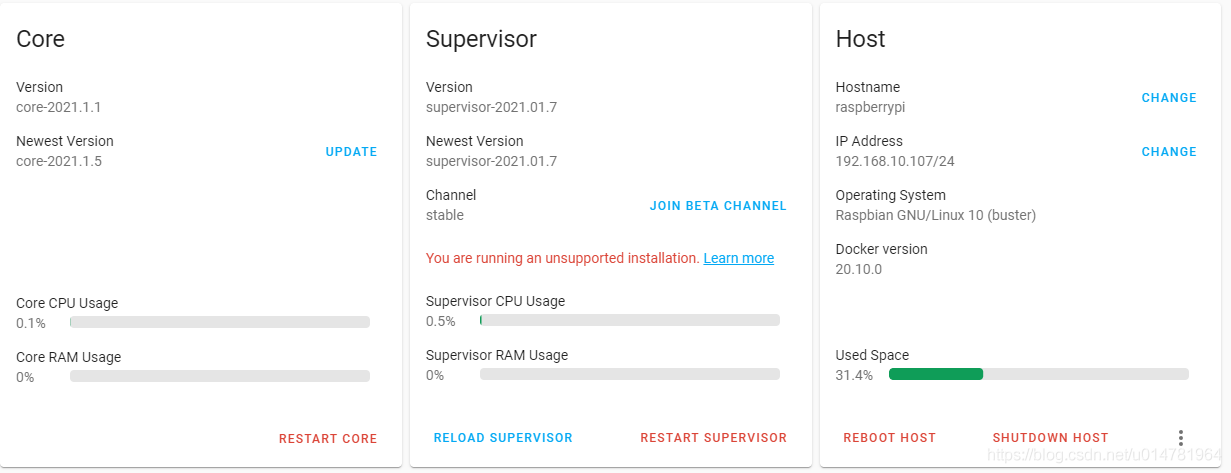 Core
Version
core-2021.1.1
Newest Version
core-2021.1.5
UPDATE
Core CPU Usage
0.1%
Core RAM Usage
0%
RESTART CORE
Supervisor
Version
supervisor-2021.01.7
Newest Version
supervisor-2021.01.7
Channel
stable
JOIN BETA CHANNEL
You are running an unsupported installation. Learn more
Supervisor CPU Usage
0.5%
Supervisor RAM Usage
0%
RELOAD SUPERVISOR
RESTART SUPERVISOR
Host
Hostname
raspberrypi
CHANGE
IP Address
192.168.10.107/24
CHANGE
Operating System
Raspbian GNU/Linux 10 (buster)
Docker version
20.10.0
Used Space
31.4%
REBOOT HOST
SHUTDOWN HOST
https://blog.csdn.net/u014781964